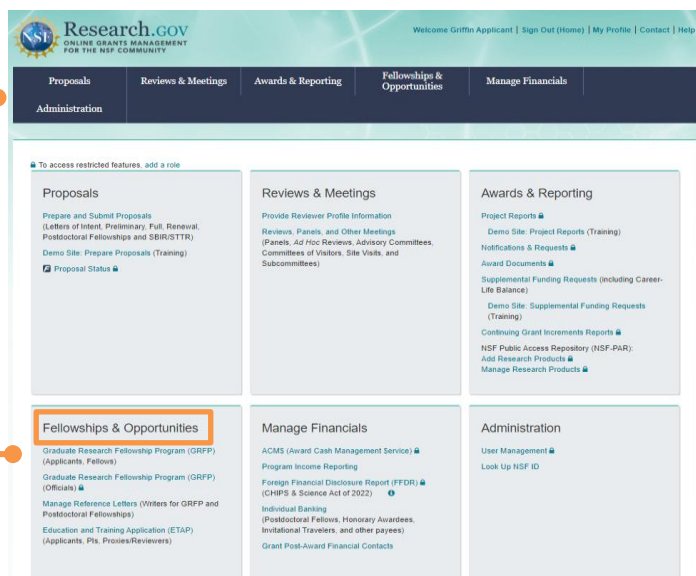 NSF
Research.gov
ONLINE GRANTS MANAGEMENT
FOR THE NSF COMMUNITY
Welcome Griffin Applicant | Sign Out (Home) | My Profile | Contact | Help
Proposals
Reviews & Meetings
Awards & Reporting
Fellowships &
Opportunities
Manage Financials
Administration
To access restricted features, add a role
Proposals
Prepare and Submit Proposals
(Letters of Intent, Preliminary, Full, Renewal,
Postdoctoral Fellowships and SBIR/STTR)
Demo Site: Prepare Proposals (Training)
Proposal Status
Reviews & Meetings
Provide Reviewer Profile Information
Reviews, Panels, and Other Meetings
(Panels, Ad Hoc Reviews, Advisory Committees,
Committees of Visitors, Site Visits, and
Subcommittees)
Awards & Reporting
Project Reports
Demo Site: Project Reports (Training)
Notifications & Requests
Award Documents
Supplemental Funding Requests (including Career-
Life Balance)
Demo Site: Supplemental Funding Requests
(Training)
Continuing Grant Increments Reports
NSF Public Access Repository (NSF-PAR):
Add Research Products
Manage Research Products
Fellowships & Opportunities
Graduate Research Fellowship Program (GRFP)
(Applicants, Fellows)
Graduate Research Fellowship Program (GRFP)
(Officials)
Manage Reference Letters (Writers for GRFP and
Postdoctoral Fellowships)
Education and Training Application (ETAP)
(Applicants, PIs, Proxies/Reviewers)
Manage Financials
ACMS (Award Cash Management Service)
Program Income Reporting
Foreign Financial Disclosure Report (FFDR)
(CHIPS & Science Act of 2022)
Individual Banking
(Postdoctoral Fellows, Honorary Awardees,
Invitational Travelers, and other payees)
Grant Post-Award Financial Contacts
Administration
User Management
Look Up NSF ID